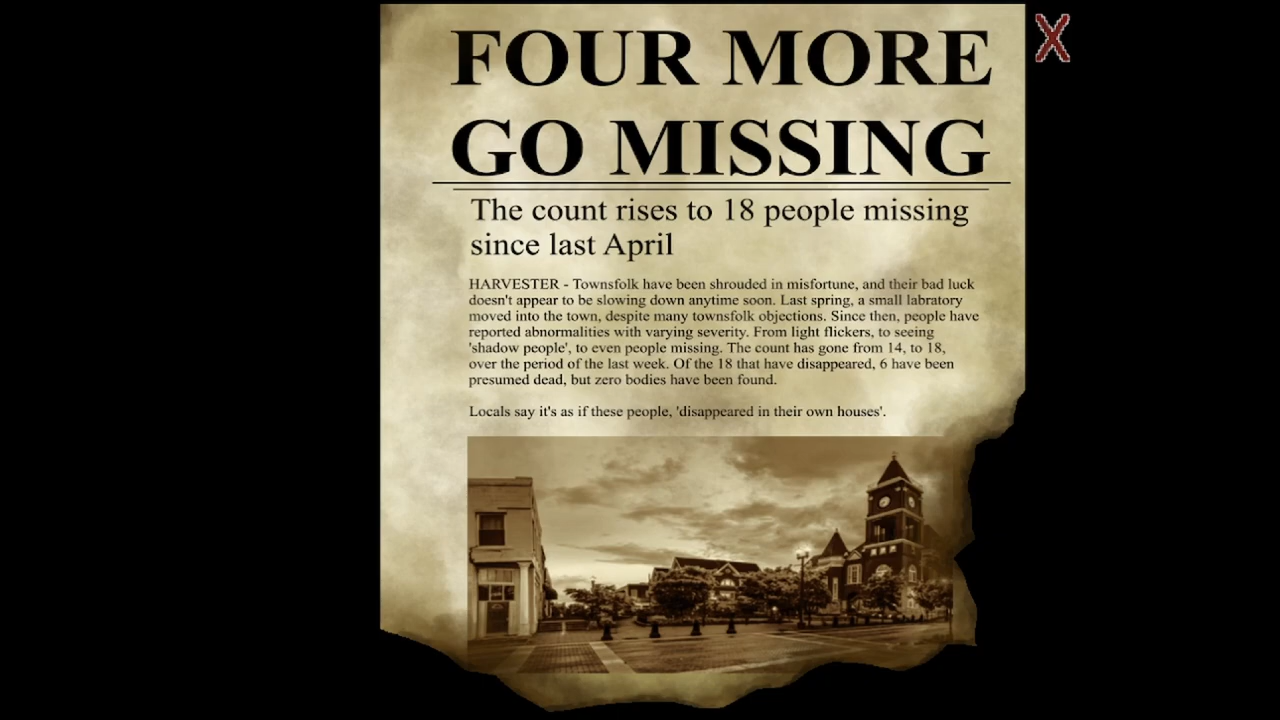 FOUR MORE
GO MISSING
The count rises to 18 people missing
since last April
HARVESTER - Townsfolk have been shrouded in misfortune, and their bad luck
doesn't appear to be slowing down anytime soon. Last spring, a small labratory
moved into the town, despite many townsfolk objections. Since then, people have
reported abnormalities with varying severity. From light flickers, to seeing
'shadow people', to even people missing. The count has gone from 14, to 18,
over the period of the last week. Of the 18 that have disappeared, 6 have been
presumed dead, but zero bodies have been found.
Locals say it's as if these people, 'disappeared in their own houses'.
X